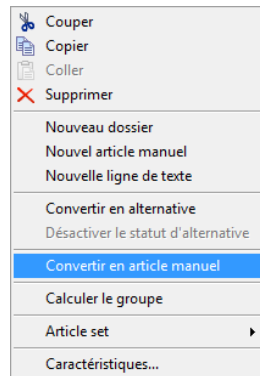 Couper
Copier
Coller
Supprimer
Nouveau dossier
Nouvel article manuel
Nouvelle ligne de texte
Convertir en alternative
Désactiver le statut d'alternative
Convertir en article manuel
Calculer le groupe
Article set
Caractéristiques...